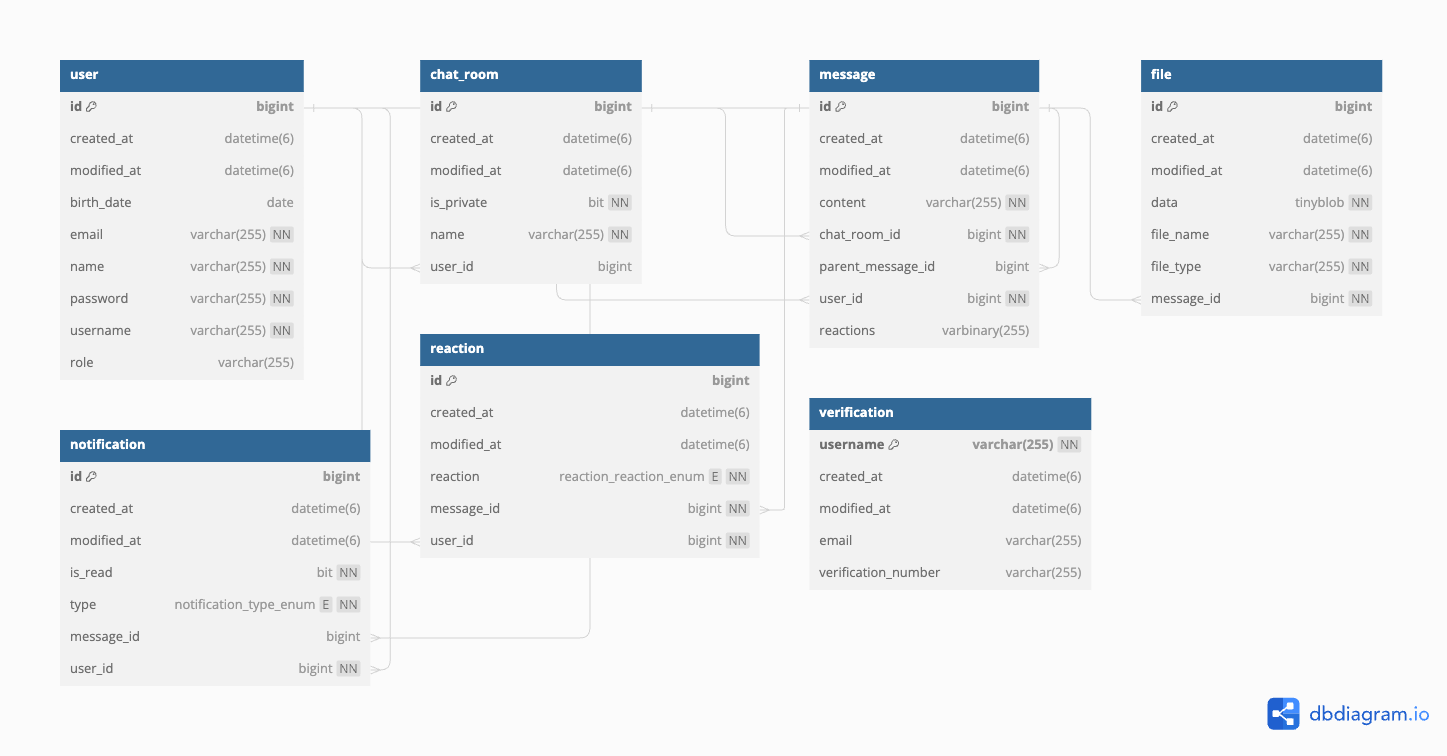 user
id bigint
created_at datetime(6)
modified_at datetime(6)
birth_date date
email varchar(255) NN
name varchar(255) NN
password varchar(255) NN
username varchar(255) NN
role varchar(255)
chat_room
id bigint
created_at datetime(6)
modified_at datetime(6)
is_private bit NN
name varchar(255) NN
user_id bigint
message
id bigint
created_at datetime(6)
modified_at datetime(6)
content varchar(255) NN
chat_room_id bigint NN
parent_message_id bigint
user_id bigint NN
reactions varbinary(255)
file
id bigint
created_at datetime(6)
modified_at datetime(6)
data tinyblob NN
file_name varchar(255) NN
file_type varchar(255) NN
message_id bigint NN
notification
id bigint
created_at datetime(6)
modified_at datetime(6)
is_read bit NN
type notification_type_enum E NN
message_id bigint
user_id bigint NN
reaction
id bigint
created_at datetime(6)
modified_at datetime(6)
reaction reaction_reaction_enum E NN
message_id bigint NN
user_id bigint NN
verification
username varchar(255) NN
created_at datetime(6)
modified_at datetime(6)
email varchar(255)
verification_number varchar(255)
dbdiagram.io